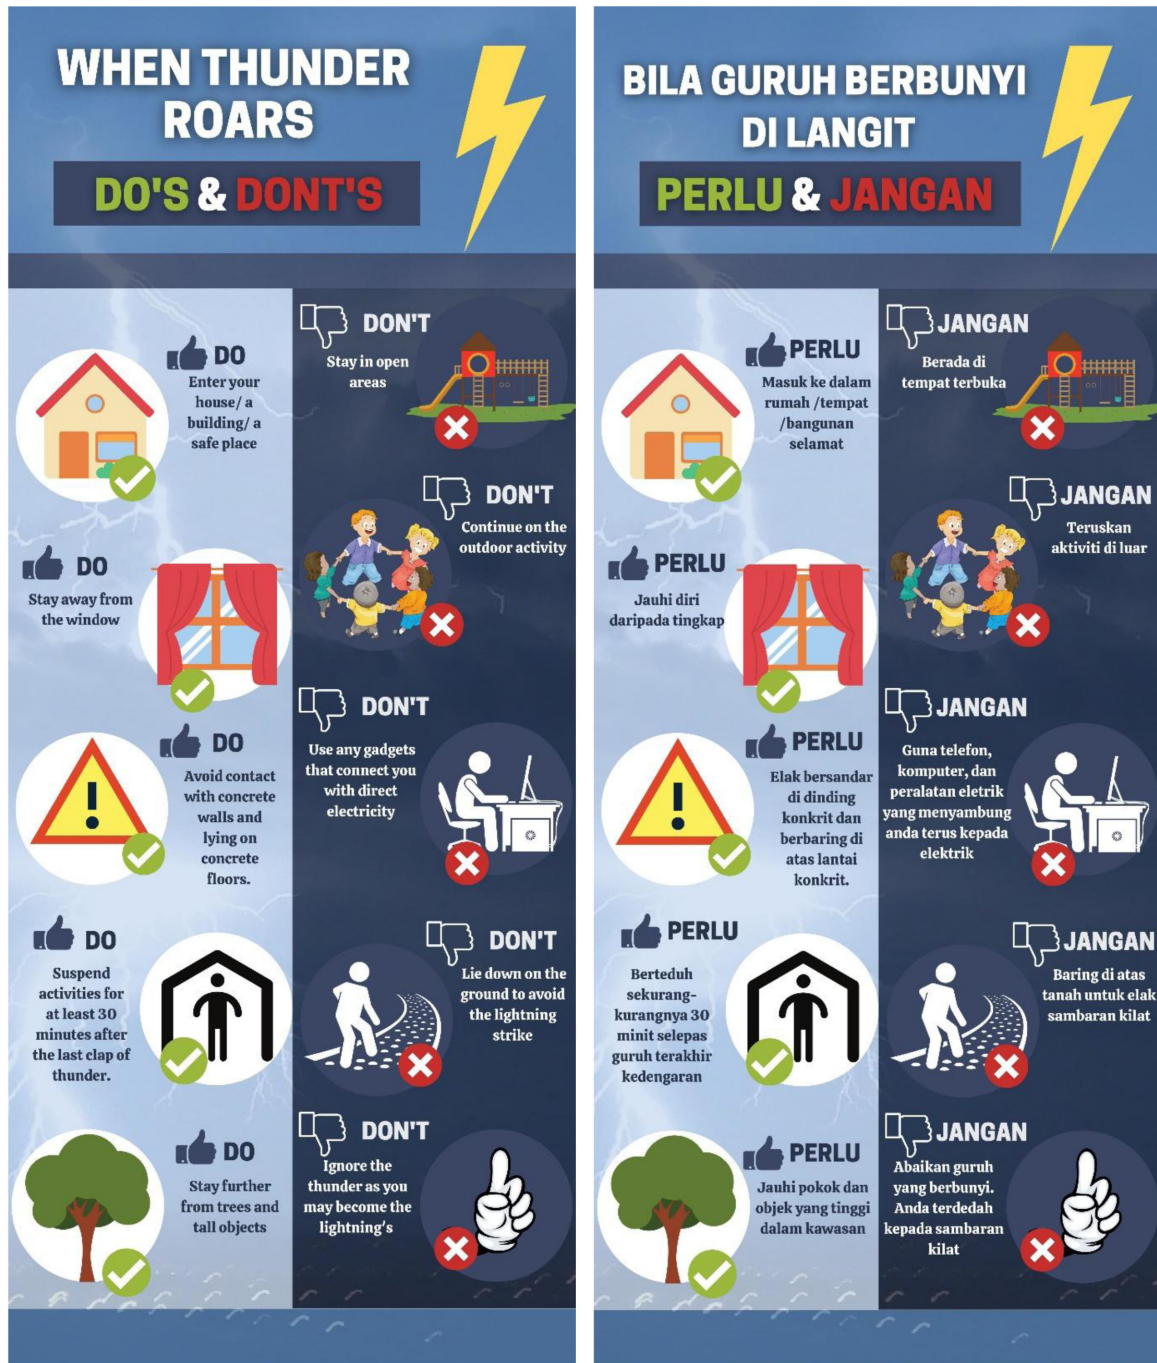 WHEN THUNDER
ROARS
DO'S & DONT'S
DO
Enter your
house/ a
building/ a
safe place
DON'T
Stay in open
areas
DON'T
Continue on the
outdoor activity
DO
Stay away from
the window
DON'T
Use any gadgets
that connect you
with direct
electricity
DO
Avoid contact
with concrete
walls and
lying on
concrete
floors.
DO
Suspend
activities for
at least 30
minutes after
the last clap of
thunder.
DON'T
Lie down on the
ground to avoid
the lightning
strike
DON'T
Ignore the
thunder as you
may become the
lightning's
DO
Stay further
from trees and
tall objects
BILA GURUH BERBUNYI
DI LANGIT
PERLU & JANGAN
PERLU
Masuk ke dalam
rumah /tempat
/bangunan
selamat
JANGAN
Berada di
tempat terbuka
JANGAN
Teruskan
aktiviti di luar
PERLU
Jauhi diri
daripada tingkap
JANGAN
Guna telefon,
komputer, dan
peralatan eletrik
yang menyambung
anda terus kepada
elektrik
PERLU
Elak bersandar
di dinding
konkrit dan
berbaring di
atas lantai
konkrit.
PERLU
Berteduh
sekurang-
kurangnya 30
minit selepas
guruh terakhir
kedengaran
JANGAN
Baring di atas
tanah untuk elak
sambaran kilat
JANGAN
Abaikan guruh
yang berbunyi.
Anda terdedah
kepada sambaran
kilat
PERLU
Jauhi pokok dan
objek yang tinggi
dalam kawasan